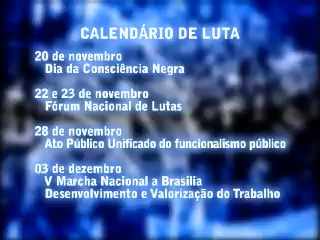 CALENDÁRIO DE LUTA
20 de novembro
Dia da Consciência Negra
22 e 23 de novembro
Fórum Nacional de Lutas
28 de novembro
Ato Público Unificado do funcionalismo público
03 de dezembro
V Marcha Nacional a Brasília
Desenvolvimento e Valorização do Trabalho